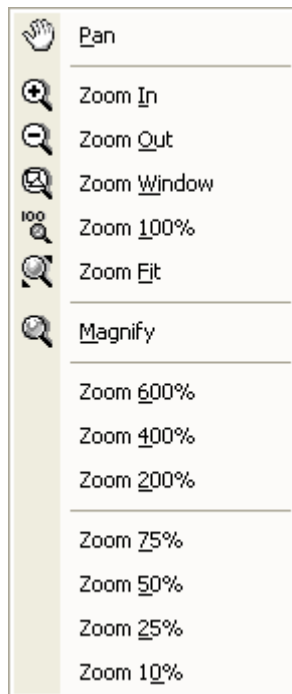 Pan
Zoom In
Zoom Out
Zoom Window
100
Zoom 100%
Zoom Fit
Magnify
Zoom 600%
Zoom 400%
Zoom 200%
Zoom 75%
Zoom 50%
Zoom 25%
Zoom 10%